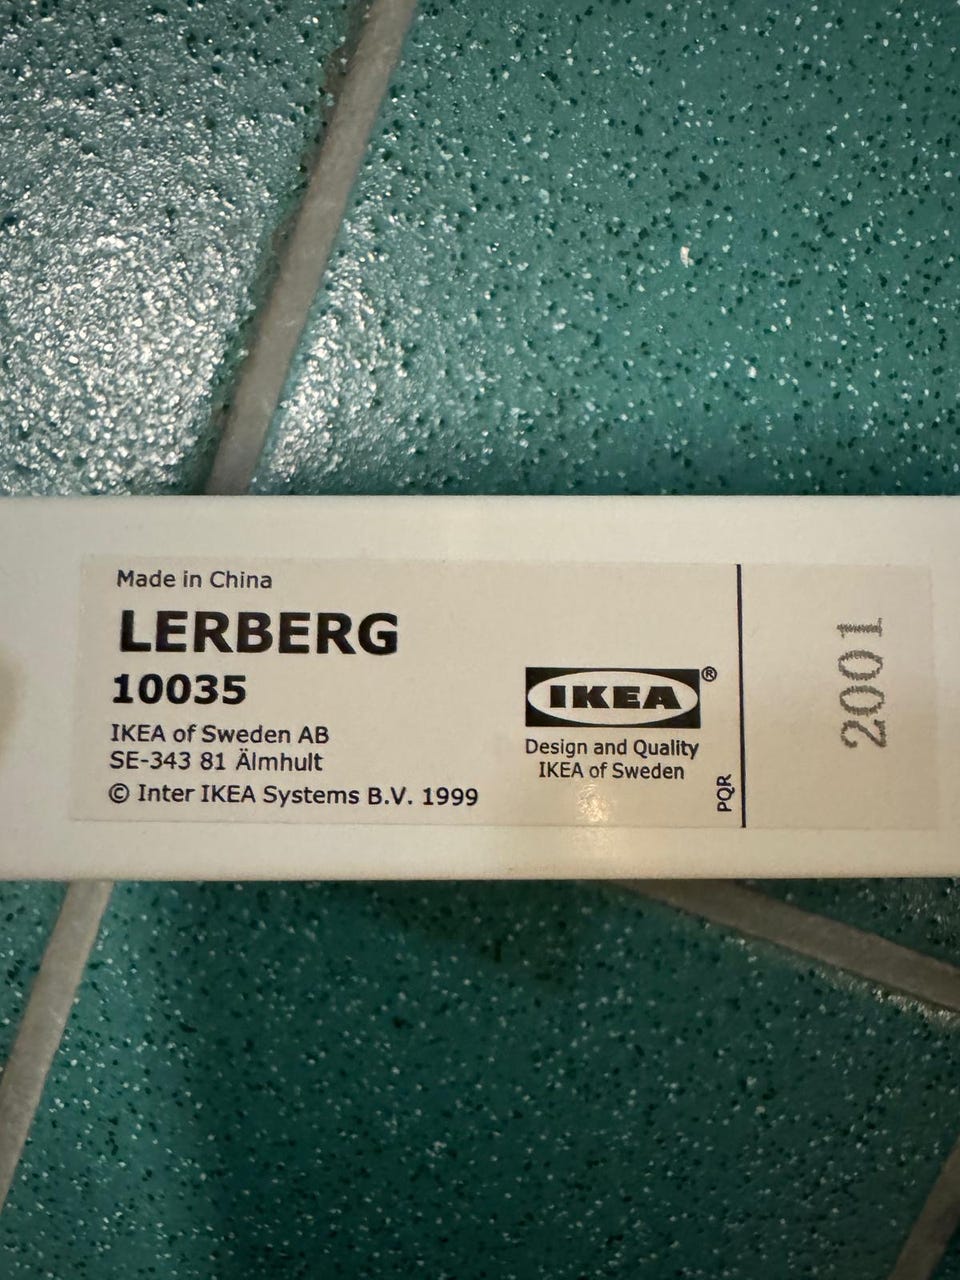 Made in China
LERBERG
10035
IKEA of Sweden AB
SE-343 81 Älmhult
© Inter IKEA Systems B.V. 1999
IKEA®
Design and Quality
IKEA of Sweden
PQR
2001